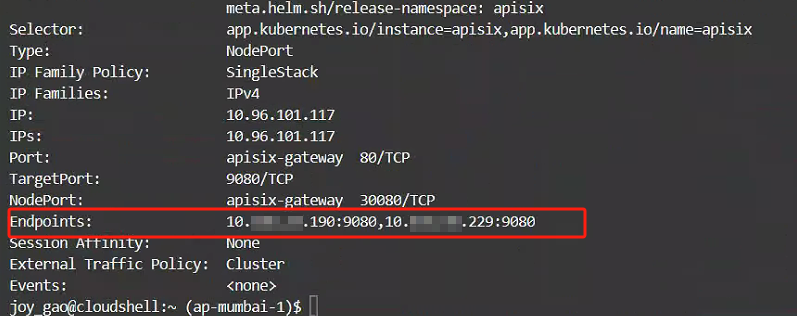 meta.helm.sh/release-namespace: apisix
Selector: app.kubernetes.io/instance=apisix,app.kubernetes.io/name=apisix
Type: NodePort
IP Family Policy: SingleStack
IP Families: IPv4
IP: 10.96.101.117
IPs: 10.96.101.117
Port: apisix-gateway 80/TCP
TargetPort: 9080/TCP
NodePort: apisix-gateway 30080/TCP
Endpoints: 10. .190:9080,10. .229:9080
Session Affinity: None
External Traffic Policy: Cluster
Events: <none>
joy_gao@cloudshell:~ (ap-mumbai-1)$